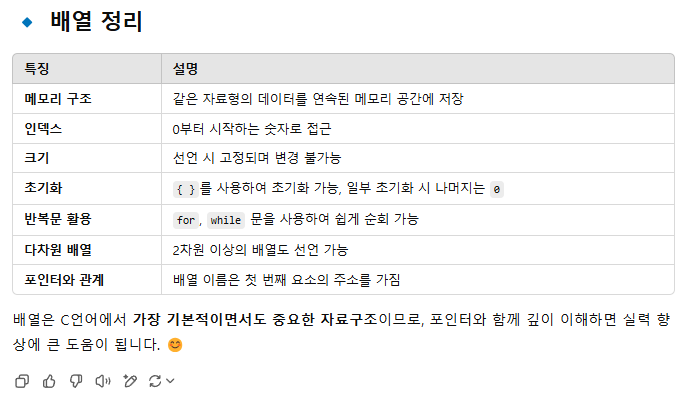 배열 정리
특징 설명
메모리 구조 같은 자료형의 데이터를 연속된 메모리 공간에 저장
인덱스 0부터 시작하는 숫자로 접근
크기 선언 시 고정되며 변경 불가능
초기화 { } 를 사용하여 초기화 가능, 일부 초기화 시 나머지는 0
반복문 활용 for, while 문을 사용하여 쉽게 순회 가능
다차원 배열 2차원 이상의 배열도 선언 가능
포인터와 관계 배열 이름은 첫 번째 요소의 주소를 가짐
배열은 C언어에서 가장 기본적이면서도 중요한 자료구조이므로, 포인터와 함께 깊이 이해하면 실력 향
상에 큰 도움이 됩니다. 😊